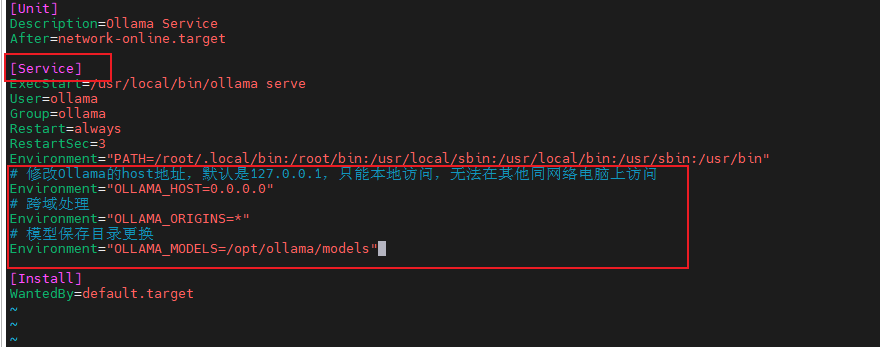 [Unit]
Description=Ollama Service
After=network-online.target
[Service]
ExecStart=/usr/local/bin/ollama serve
User=ollama
Group=ollama
Restart=always
RestartSec=3
Environment="PATH=/root/.local/bin:/root/bin:/usr/local/sbin:/usr/local/bin:/usr/sbin:/usr/bin"
# 修改Ollama的host地址，默认是127.0.0.1，只能本地访问，无法在其他同网络电脑上访问
Environment="OLLAMA_HOST=0.0.0.0"
# 跨域处理
Environment="OLLAMA_ORIGINS=*"
# 模型保存目录更换
Environment="OLLAMA_MODELS=/opt/ollama/models"
[Install]
WantedBy=default.target
~
~
~